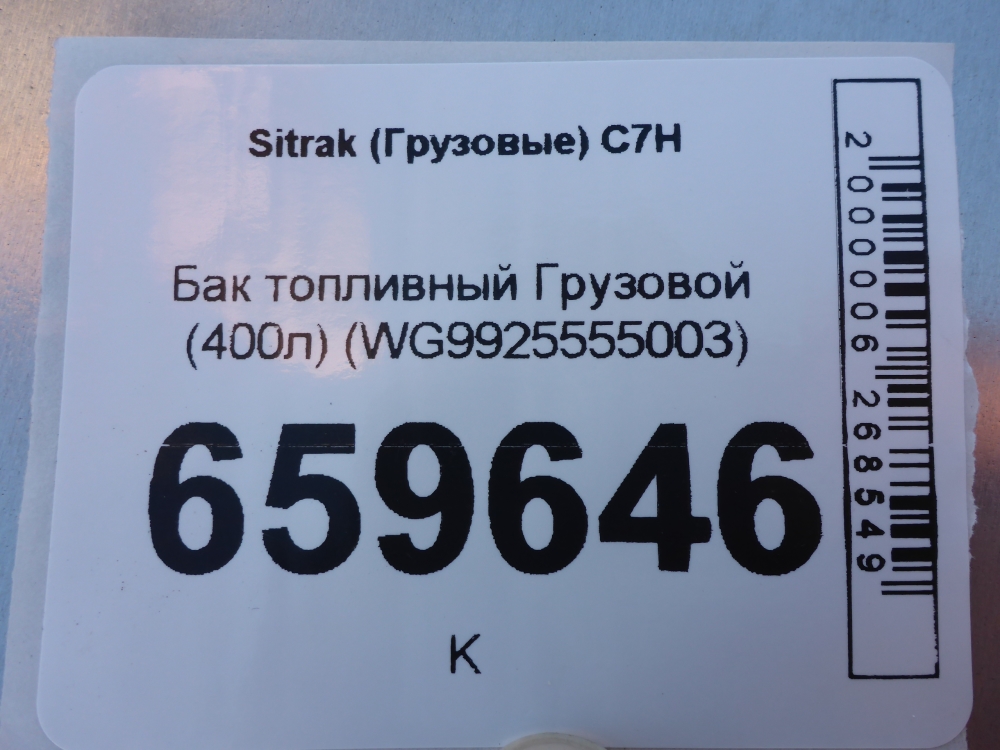 Sitrak (Грузовые) C7H
Бак топливный Грузовой
(400л) (WG9925555003)
659646
К
2000006268549